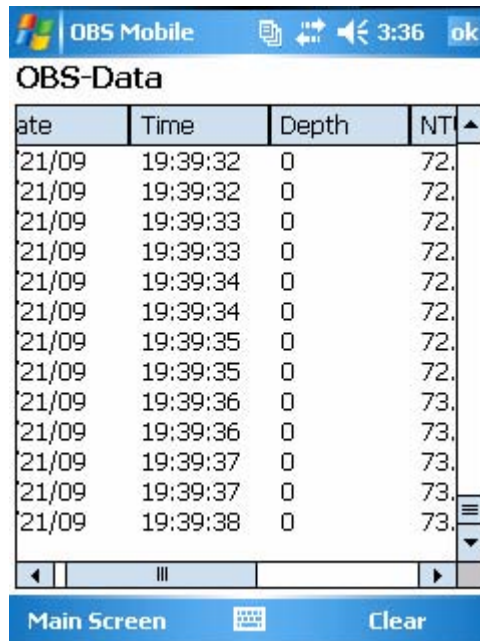 OBS Mobile 3:36 ok
OBS-Data
ate Time Depth NTU
/21/09 19:39:32 0 72.
/21/09 19:39:32 0 72.
/21/09 19:39:33 0 72.
/21/09 19:39:33 0 72.
/21/09 19:39:34 0 72.
/21/09 19:39:34 0 72.
/21/09 19:39:35 0 72.
/21/09 19:39:35 0 72.
/21/09 19:39:36 0 73.
/21/09 19:39:36 0 73.
/21/09 19:39:37 0 73.
/21/09 19:39:37 0 73.
/21/09 19:39:38 0 73.
Main Screen Clear